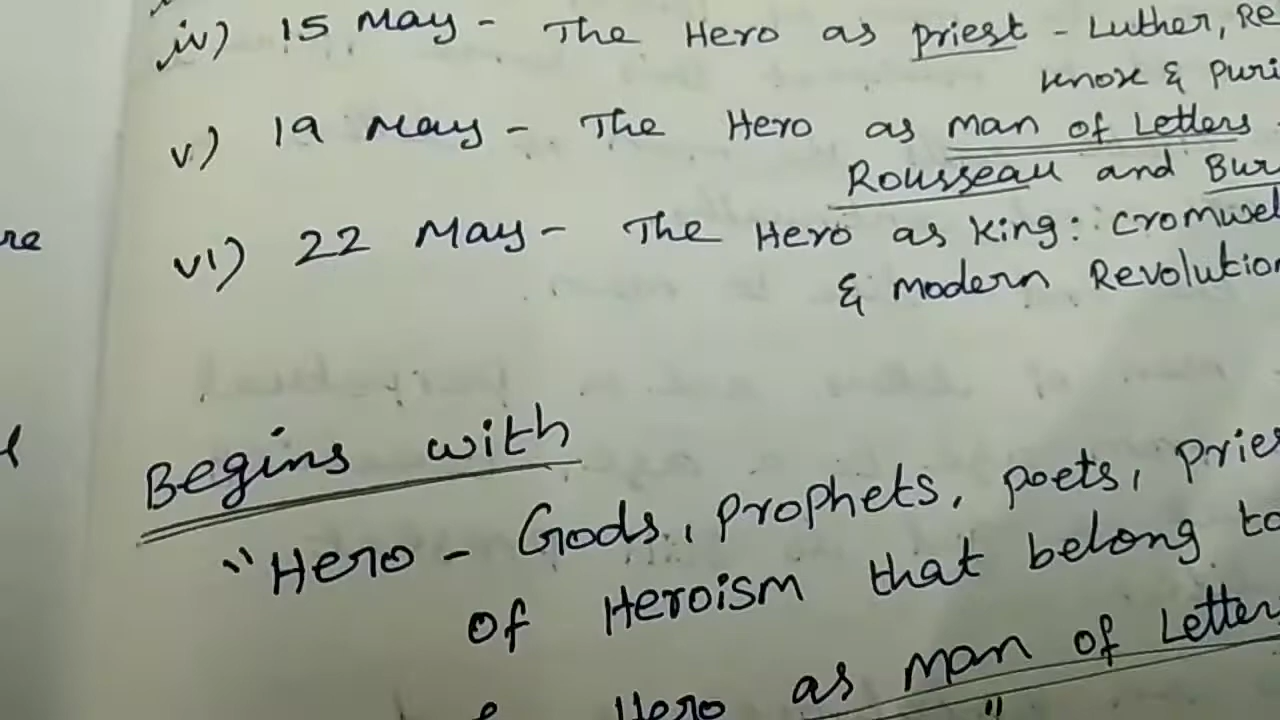 iv) 15 May - The Hero as priest - Luther, Re
Knox & Puri
v) 19 May - The Hero as man of Letters -
Rousseau and Bur
vi) 22 May - The Hero as King: Cromwel
& modern Revolution
re
Begins with
"Hero - Gods, prophets, poets, prie
of Heroism that belong to
Hero as man of Letter
"